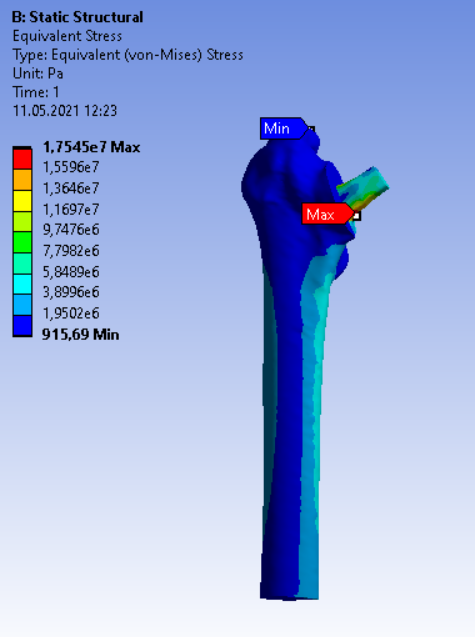 B: Static Structural
Equivalent Stress
Type: Equivalent (von-Mises) Stress
Unit: Pa
Time: 1
11.05.2021 12:23
1,7545e7 Max
1,5596e7
1,3646e7
1,1697e7
9,7476e6
7,7982e6
5,8489e6
3,8996e6
1,9502e6
915,69 Min
Min
Max